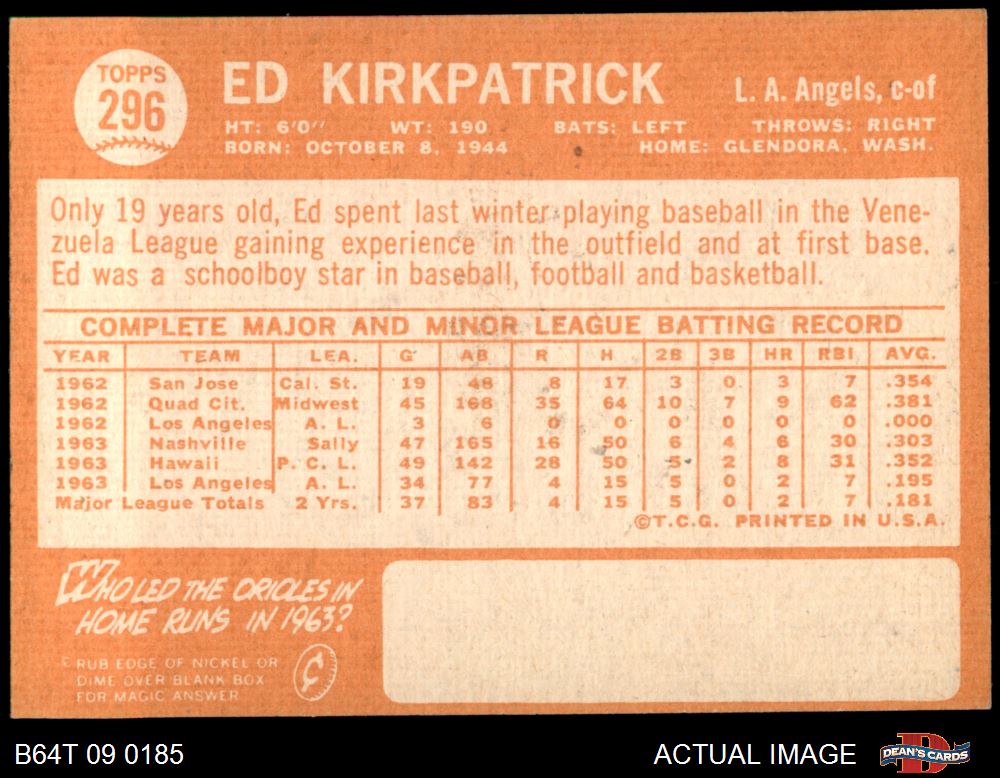 TOPPS
296
ED KIRKPATRICK
L. A. Angels, c-of
HT: 6'0'' WT: 190 BATS: LEFT THROWS: RIGHT
BORN: OCTOBER 8, 1944 HOME: GLENDORA, WASH.
Only 19 years old, Ed spent last winter playing baseball in the Vene-
zuela League gaining experience in the outfield and at first base.
Ed was a schoolboy star in baseball, football and basketball.
COMPLETE MAJOR AND MINOR LEAGUE BATTING RECORD
YEAR TEAM LEA. G AB R H 2B 3B HR RBI AVG.
1962 San Jose Cal. St. 19 48 8 17 3 0 3 7 .354
1962 Quad Cit. Midwest 45 168 35 64 10 7 9 62 .381
1962 Los Angeles A. L. 3 6 0 0 0 0 0 0 .000
1963 Nashville Sally 47 165 16 50 6 4 6 30 .303
1963 Hawaii P. C. L. 49 142 28 50 5 2 8 31 .352
1963 Los Angeles A. L. 34 77 4 15 5 0 2 7 .195
Major League Totals 2 Yrs. 37 83 4 15 5 0 2 7 .181
©T.C.G. PRINTED IN U.S.A.
WHO LED THE ORIOLES IN
HOME RUNS IN 1963?
RUB EDGE OF NICKEL OR
DIME OVER BLANK BOX
FOR MAGIC ANSWER
¢
B64T 09 0185
ACTUAL IMAGE
D
DEAN'S CARDS